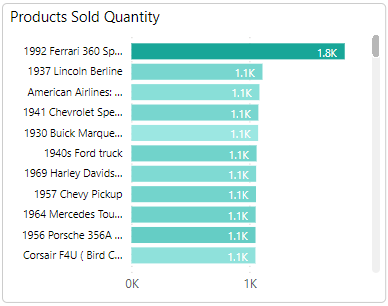 Products Sold Quantity
1992 Ferrari 360 Sp... 1.8K
1937 Lincoln Berline 1.1K
American Airlines: ... 1.1K
1941 Chevrolet Spe... 1.1K
1930 Buick Marque... 1.1K
1940s Ford truck 1.1K
1969 Harley Davids... 1.1K
1957 Chevy Pickup 1.1K
1964 Mercedes Tou... 1.1K
1956 Porsche 356A ... 1.1K
Corsair F4U ( Bird C... 1.1K
0K 1K